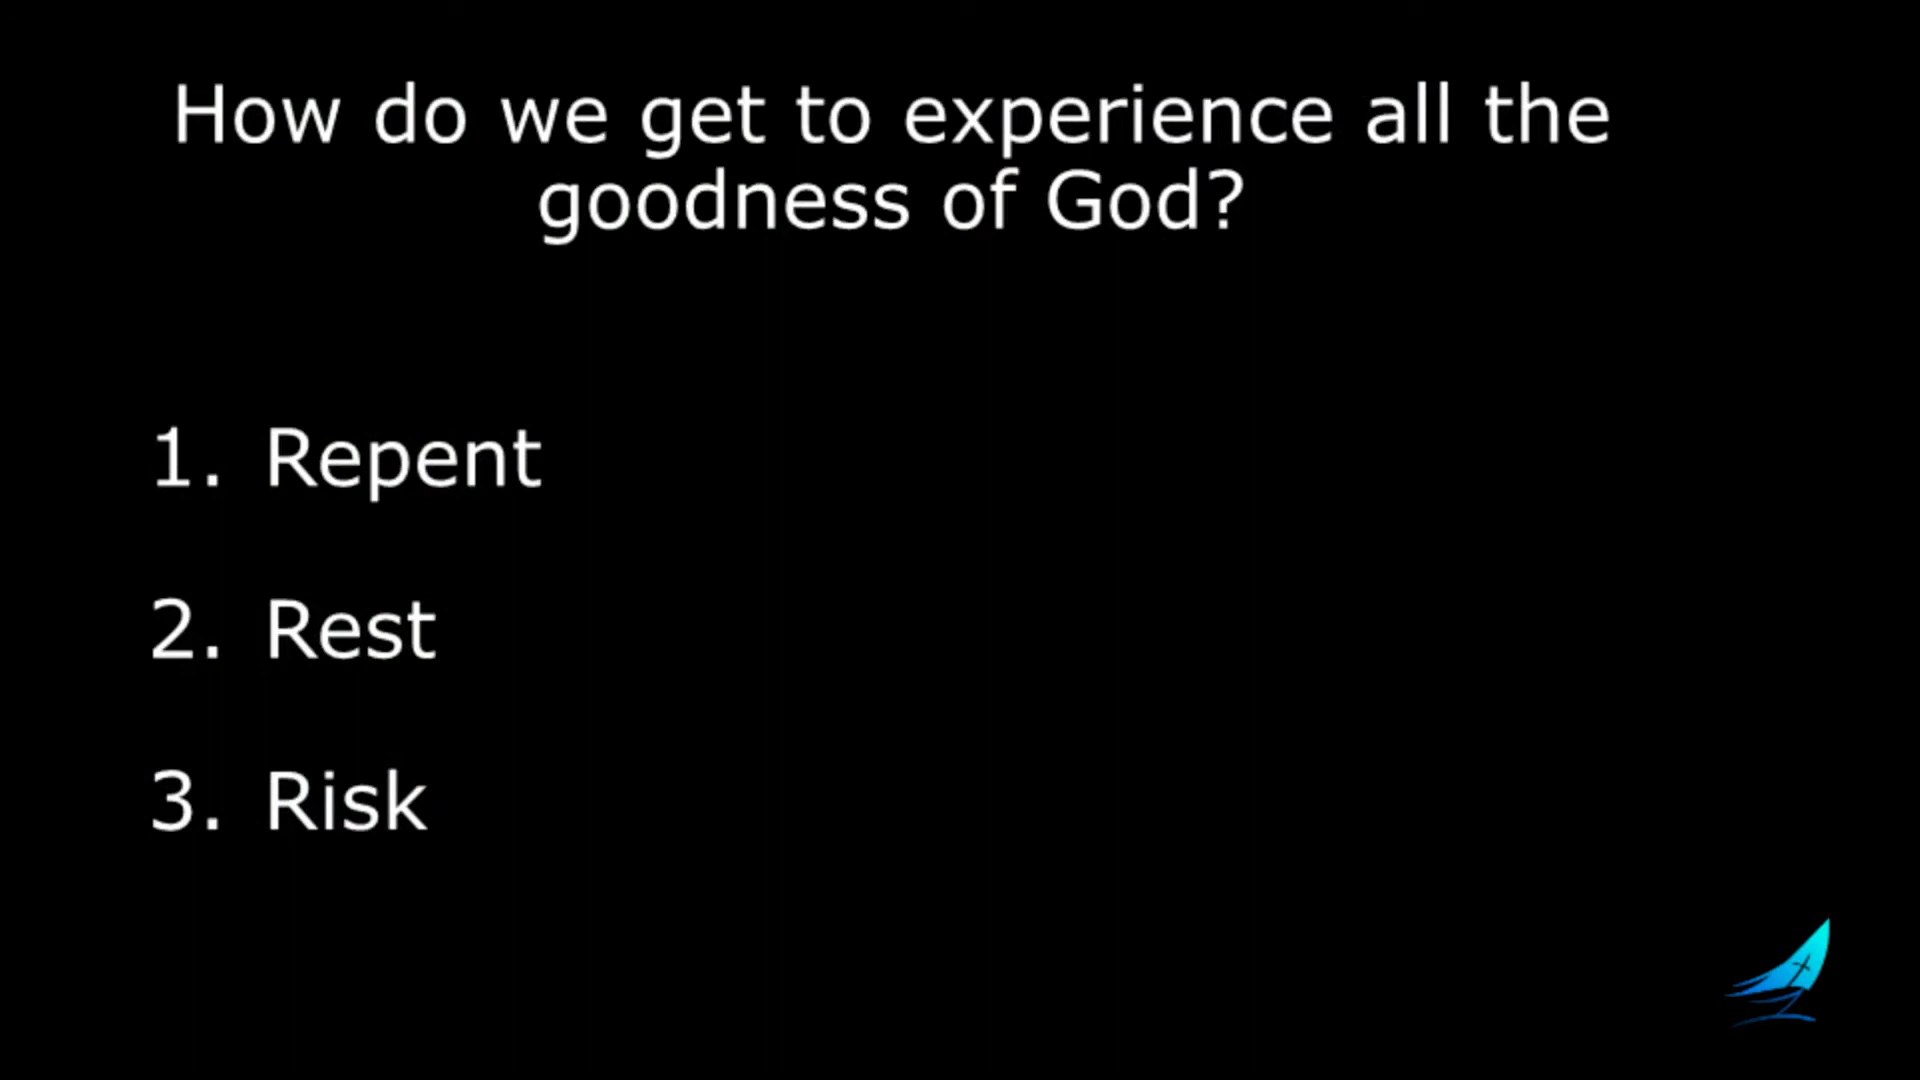 How do we get to experience all the
goodness of God?
1. Repent
2. Rest
3. Risk